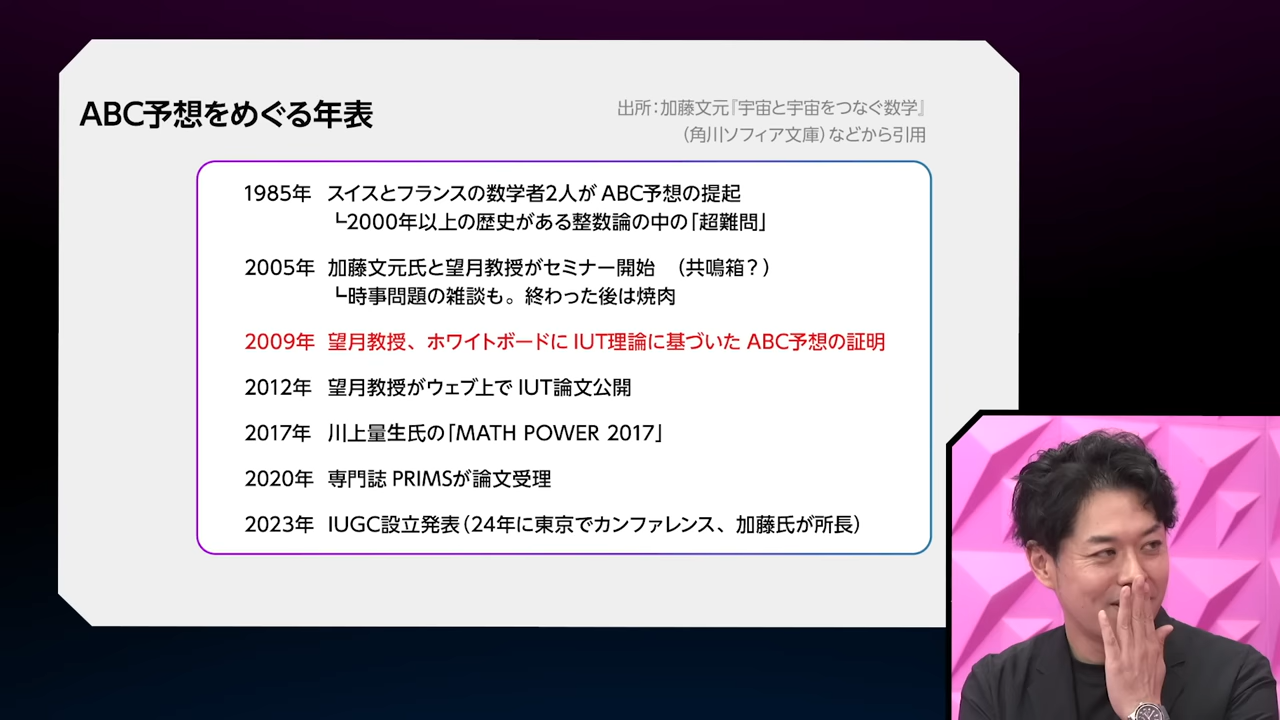 ABC予想をめぐる年表
出所:加藤文元『宇宙と宇宙をつなぐ数学』
(角川ソフィア文庫)などから引用
1985年 スイスとフランスの数学者2人が ABC予想の提起
┗2000年以上の歴史がある整数論の中の「超難問」
2005年 加藤文元氏と望月教授がセミナー開始 (共鳴箱?)
┗時事問題の雑談も。終わった後は焼肉
2009年 望月教授、ホワイトボードに IUT理論に基づいた ABC予想の証明
2012年 望月教授がウェブ上で IUT論文公開
2017年 川上量生氏の「MATH POWER 2017」
2020年 専門誌 PRIMSが論文受理
2023年 IUGC設立発表(24年に東京でカンファレンス、加藤氏が所長)